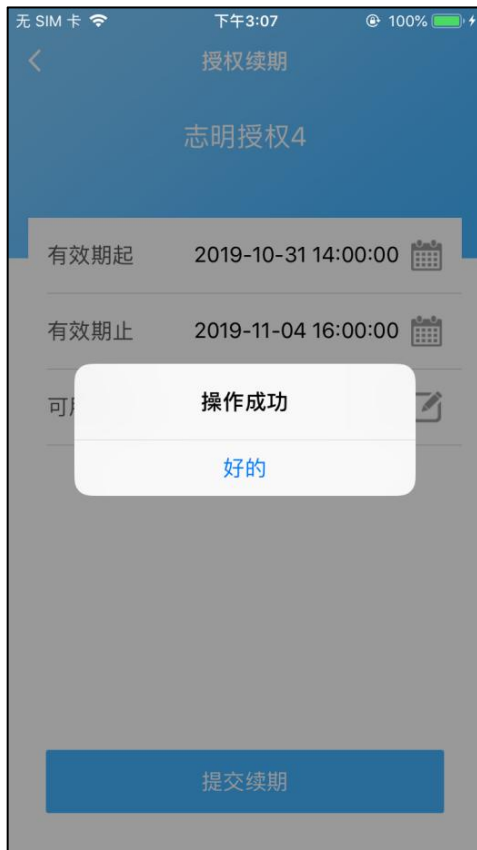 无 SIM 卡 下午3:07 100%
授权续期
志明授权4
有效期起 2019-10-31 14:00:00
有效期止 2019-11-04 16:00:00
可
操作成功
好的
提交续期